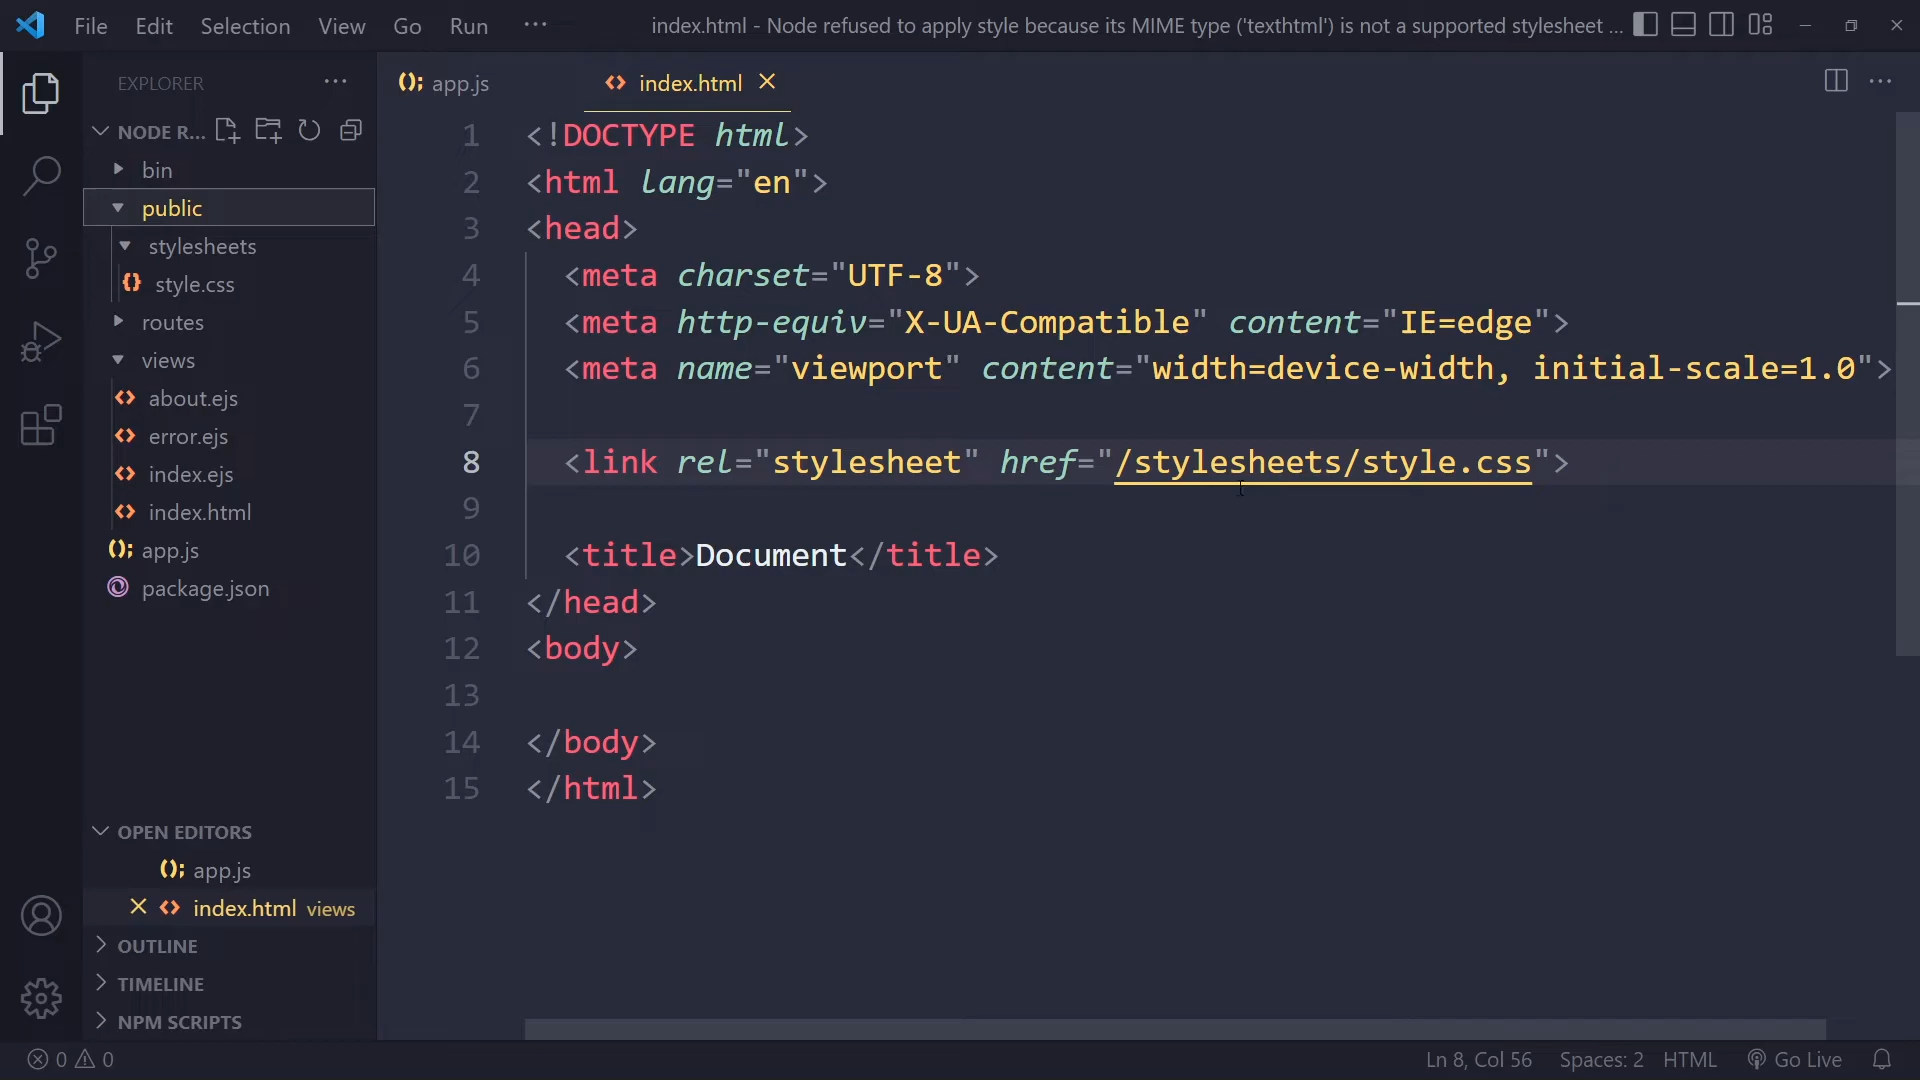 File Edit Selection View Go Run ··· index.html - Node refused to apply style because its MIME type ('texthtml') is not a supported stylesheet ...
EXPLORER ···
NODE R...
bin
public
stylesheets
{} style.css
routes
views
<> about.ejs
<> error.ejs
<> index.ejs
<> index.html
(); app.js
package.json
OPEN EDITORS
(); app.js
<> index.html views
OUTLINE
TIMELINE
NPM SCRIPTS
(); app.js <> index.html
1 <!DOCTYPE html>
2 <html lang="en">
3 <head>
4 <meta charset="UTF-8">
5 <meta http-equiv="X-UA-Compatible" content="IE=edge">
6 <meta name="viewport" content="width=device-width, initial-scale=1.0">
7
8 <link rel="stylesheet" href="/stylesheets/style.css">
9
10 <title>Document</title>
11 </head>
12 <body>
13
14 </body>
15 </html>
0 0 Ln 8, Col 56 Spaces: 2 HTML Go Live